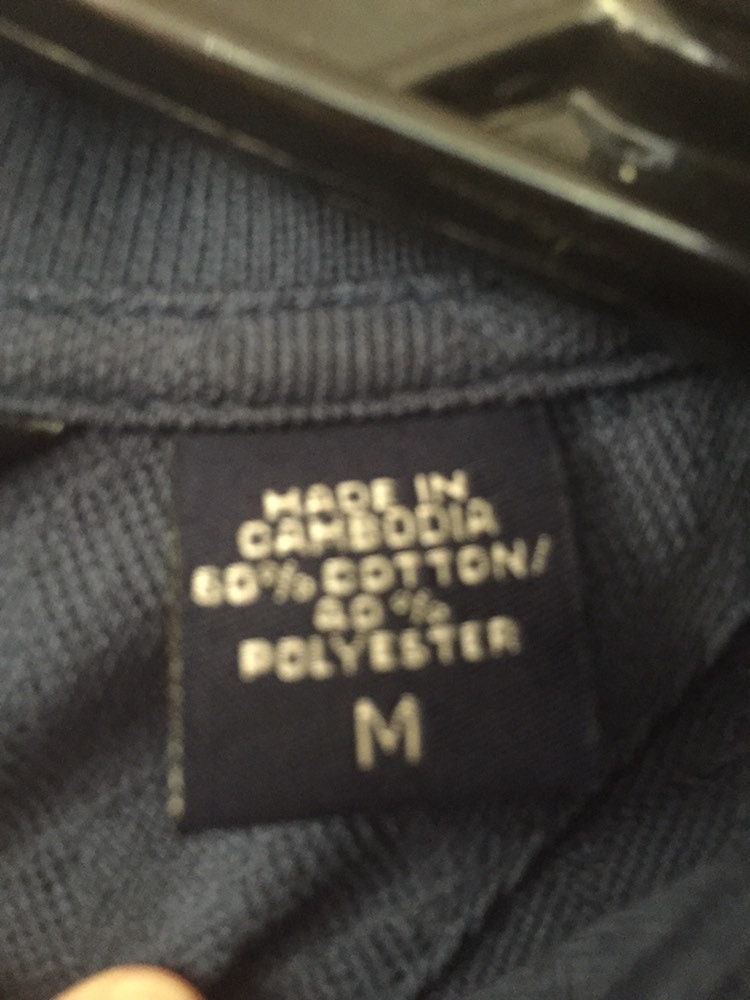 MADE IN
CAMBODIA
60% COTTON/
40%
POLYESTER
M